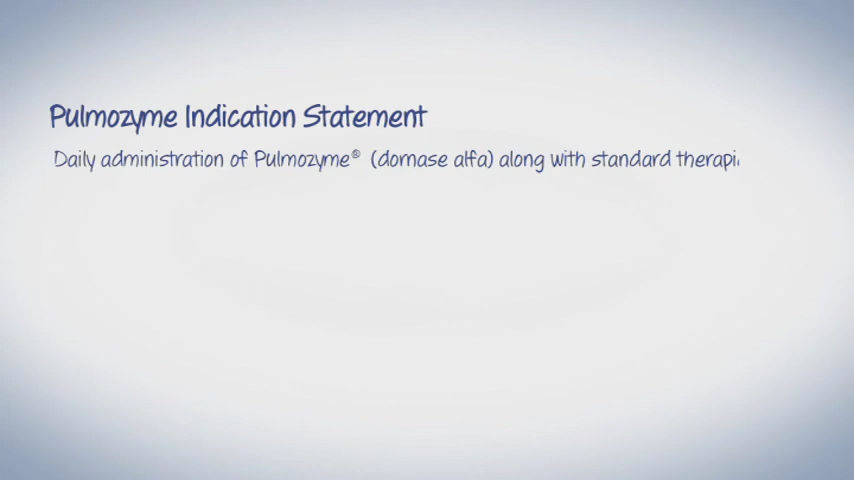 Pulmozyme Indication Statement
Daily administration of Pulmozyme® (dornase alfa) along with standard